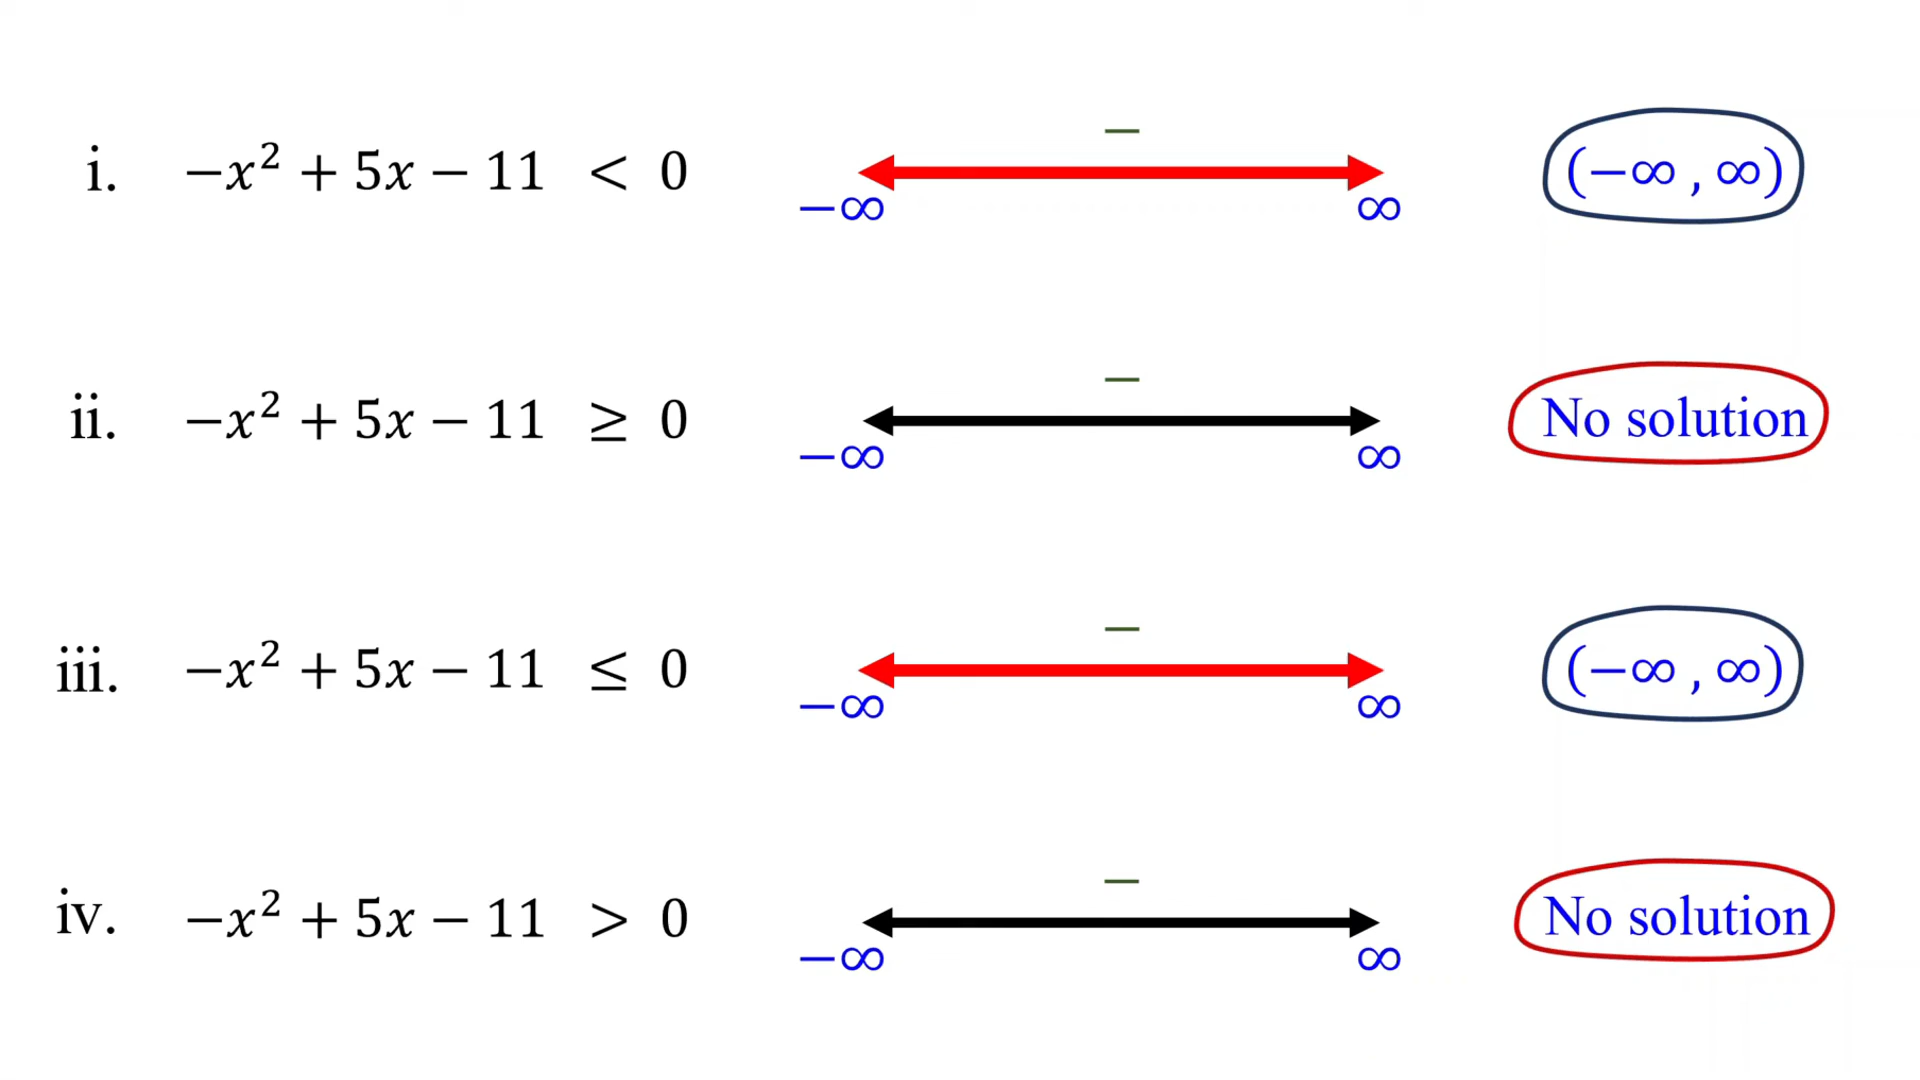 i. −x² + 5x − 11 < 0 − −∞ ∞ (−∞ , ∞)
ii. −x² + 5x − 11 ≥ 0 − −∞ ∞ No solution
iii. −x² + 5x − 11 ≤ 0 − −∞ ∞ (−∞ , ∞)
iv. −x² + 5x − 11 > 0 − −∞ ∞ No solution